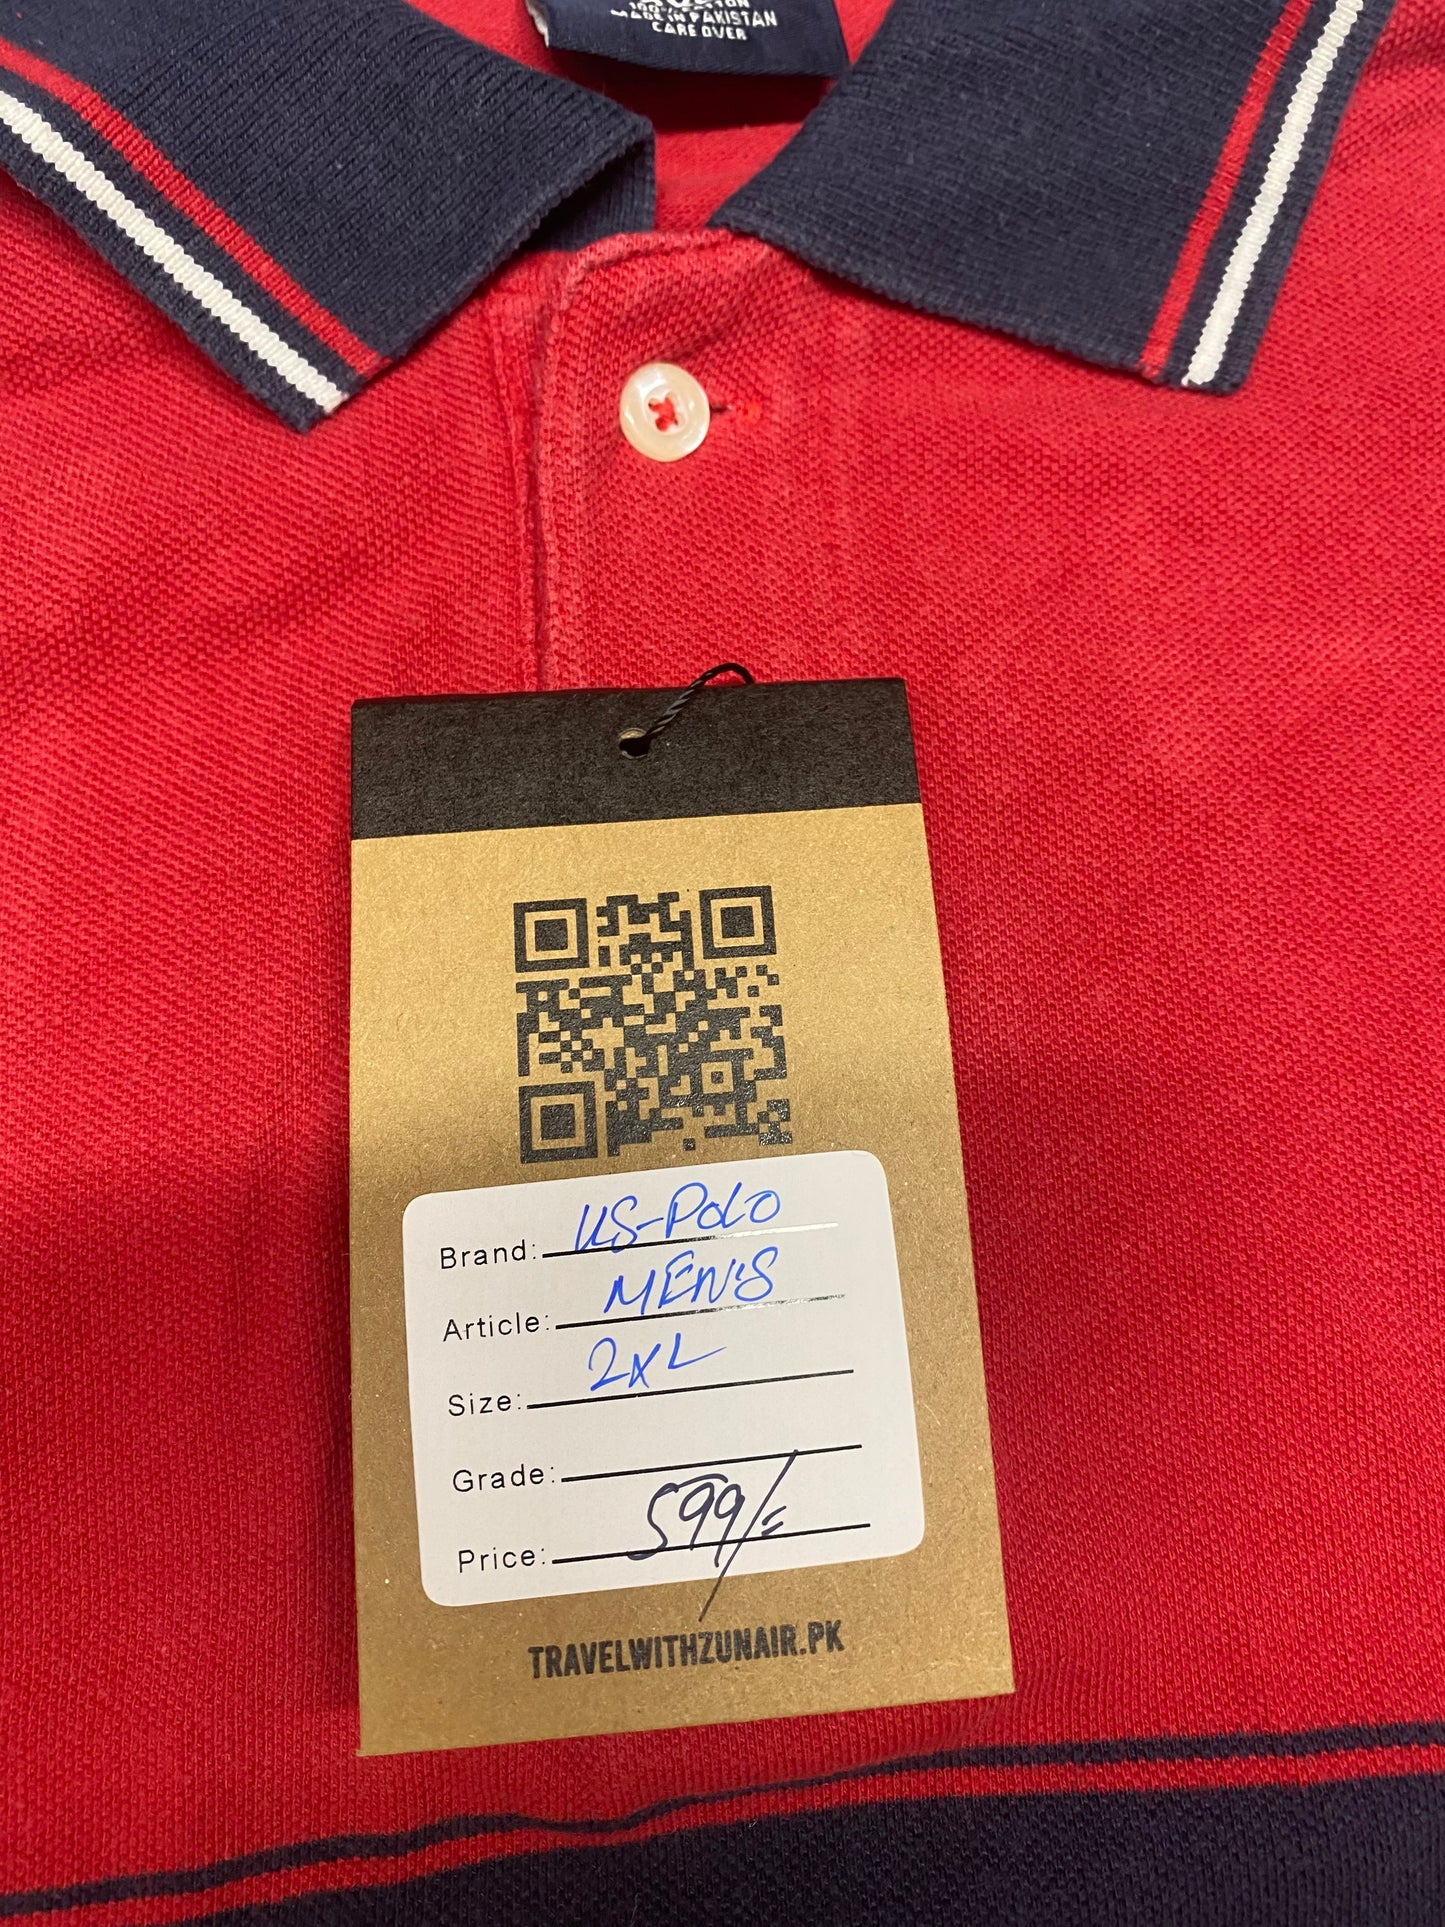 MADE IN PAKISTAN
CARE OVER
Brand: US-POLO
Article: MEN'S
Size: 2XL
Grade:
Price: 599/=
TRAVELWITHZUNAIR.PK